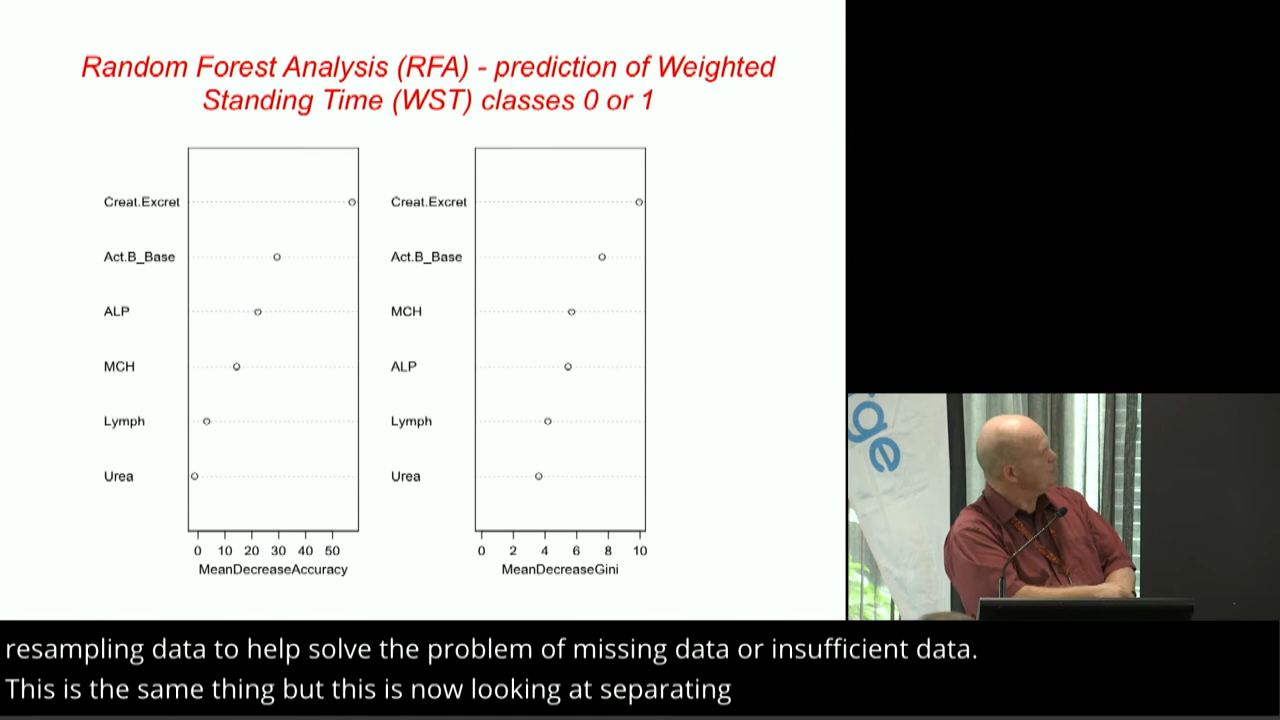 Random Forest Analysis (RFA) - prediction of Weighted
Standing Time (WST) classes 0 or 1
Creat.Excret
Act.B_Base
ALP
MCH
Lymph
Urea
0 10 20 30 40 50
MeanDecreaseAccuracy
Creat.Excret
Act.B_Base
MCH
ALP
Lymph
Urea
0 2 4 6 8 10
MeanDecreaseGini
ge
resampling data to help solve the problem of missing data or insufficient data.
This is the same thing but this is now looking at separating